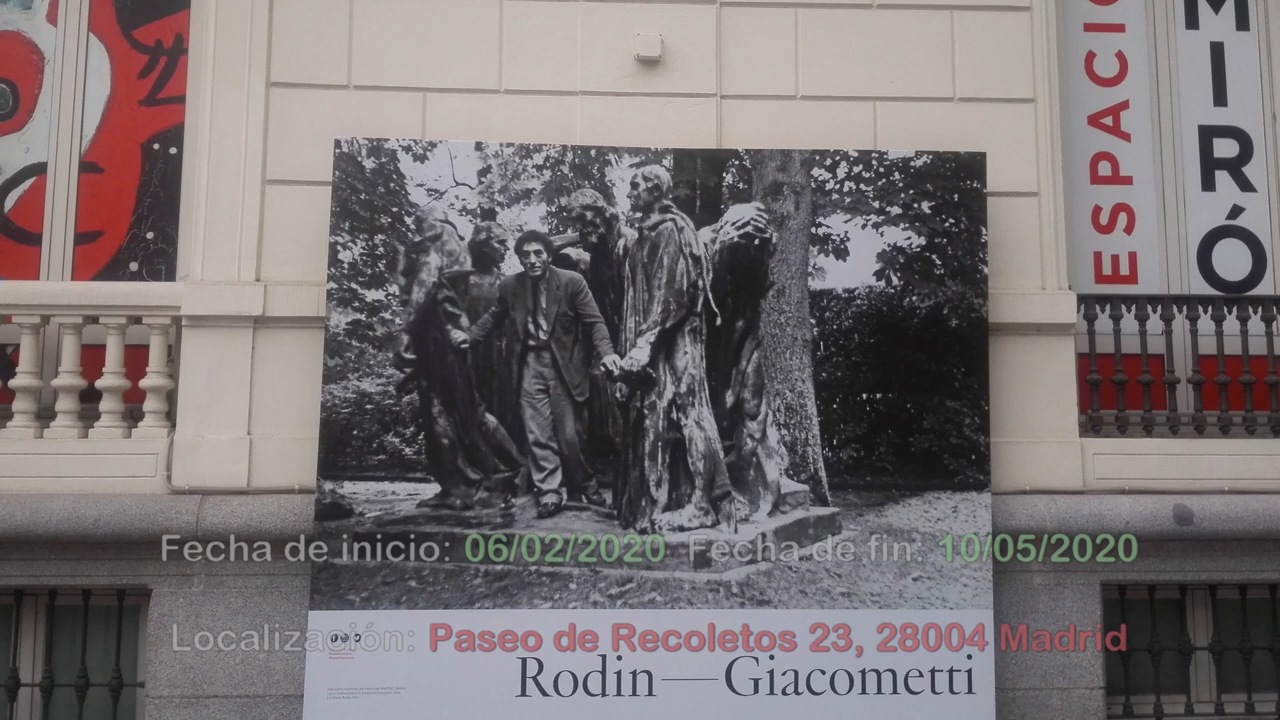 ESPACIO
MIRÓ
Fecha de inicio: 06/02/2020 Fecha de fin: 10/05/2020
Localización: Paseo de Recoletos 23, 28004 Madrid
Rodin—Giacometti